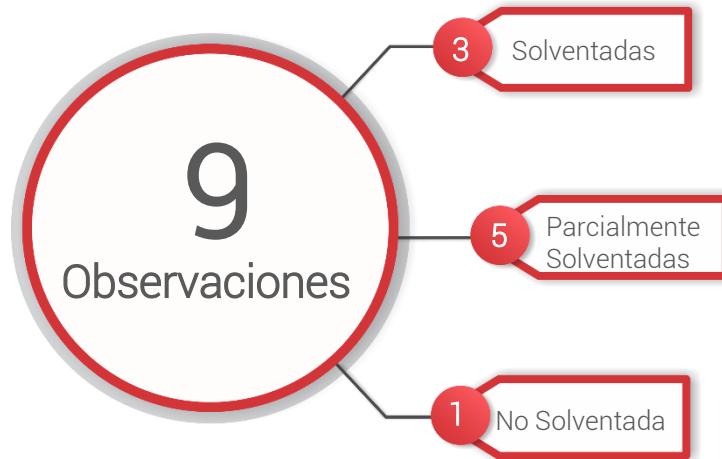 9
Observaciones
3
Solventadas
5
Parcialmente
Solventadas
1
No Solventada